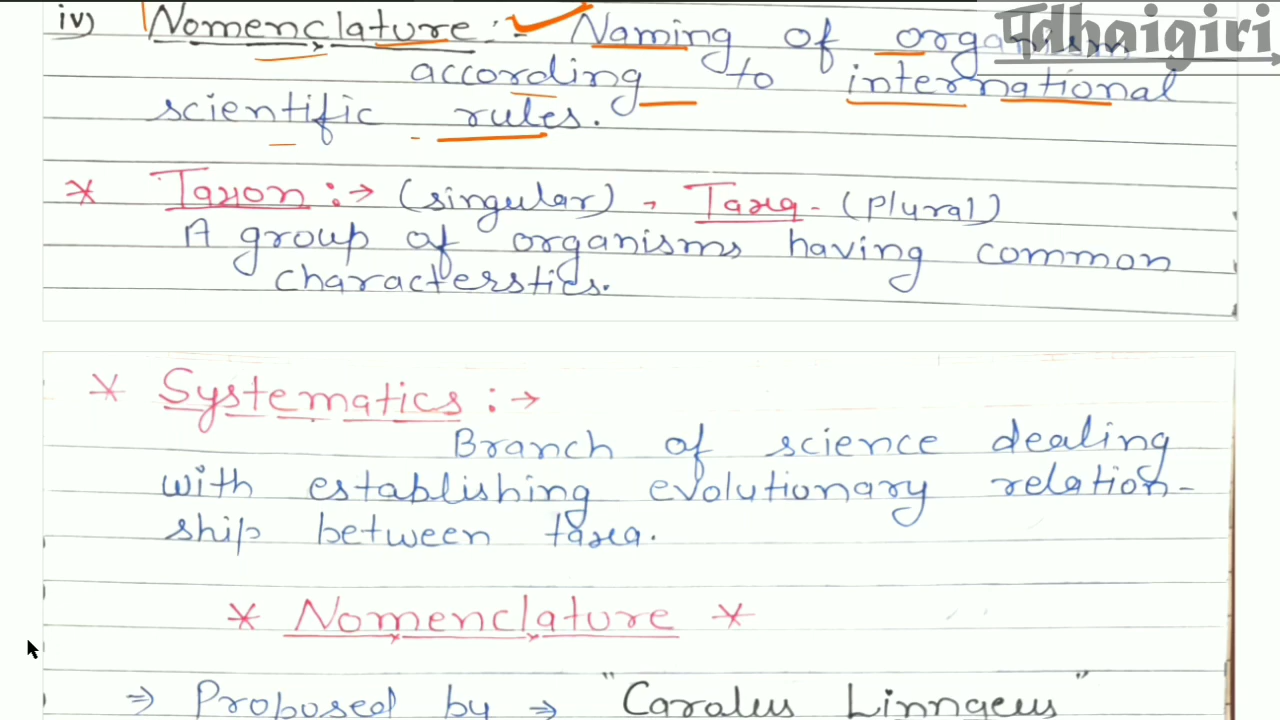 Padhaigiri
iv) Nomenclature :- Naming of organism
according to international
scientific rules.
* Taxon :→ (singular) , Taxa - (Plural)
A group of organisms having common
characterstics.
* Systematics :→
Branch of science dealing
with establishing evolutionary relation-
ship between taxa.
* Nomenclature *
⇒ Proposed by → "Carolus Linnaeus"